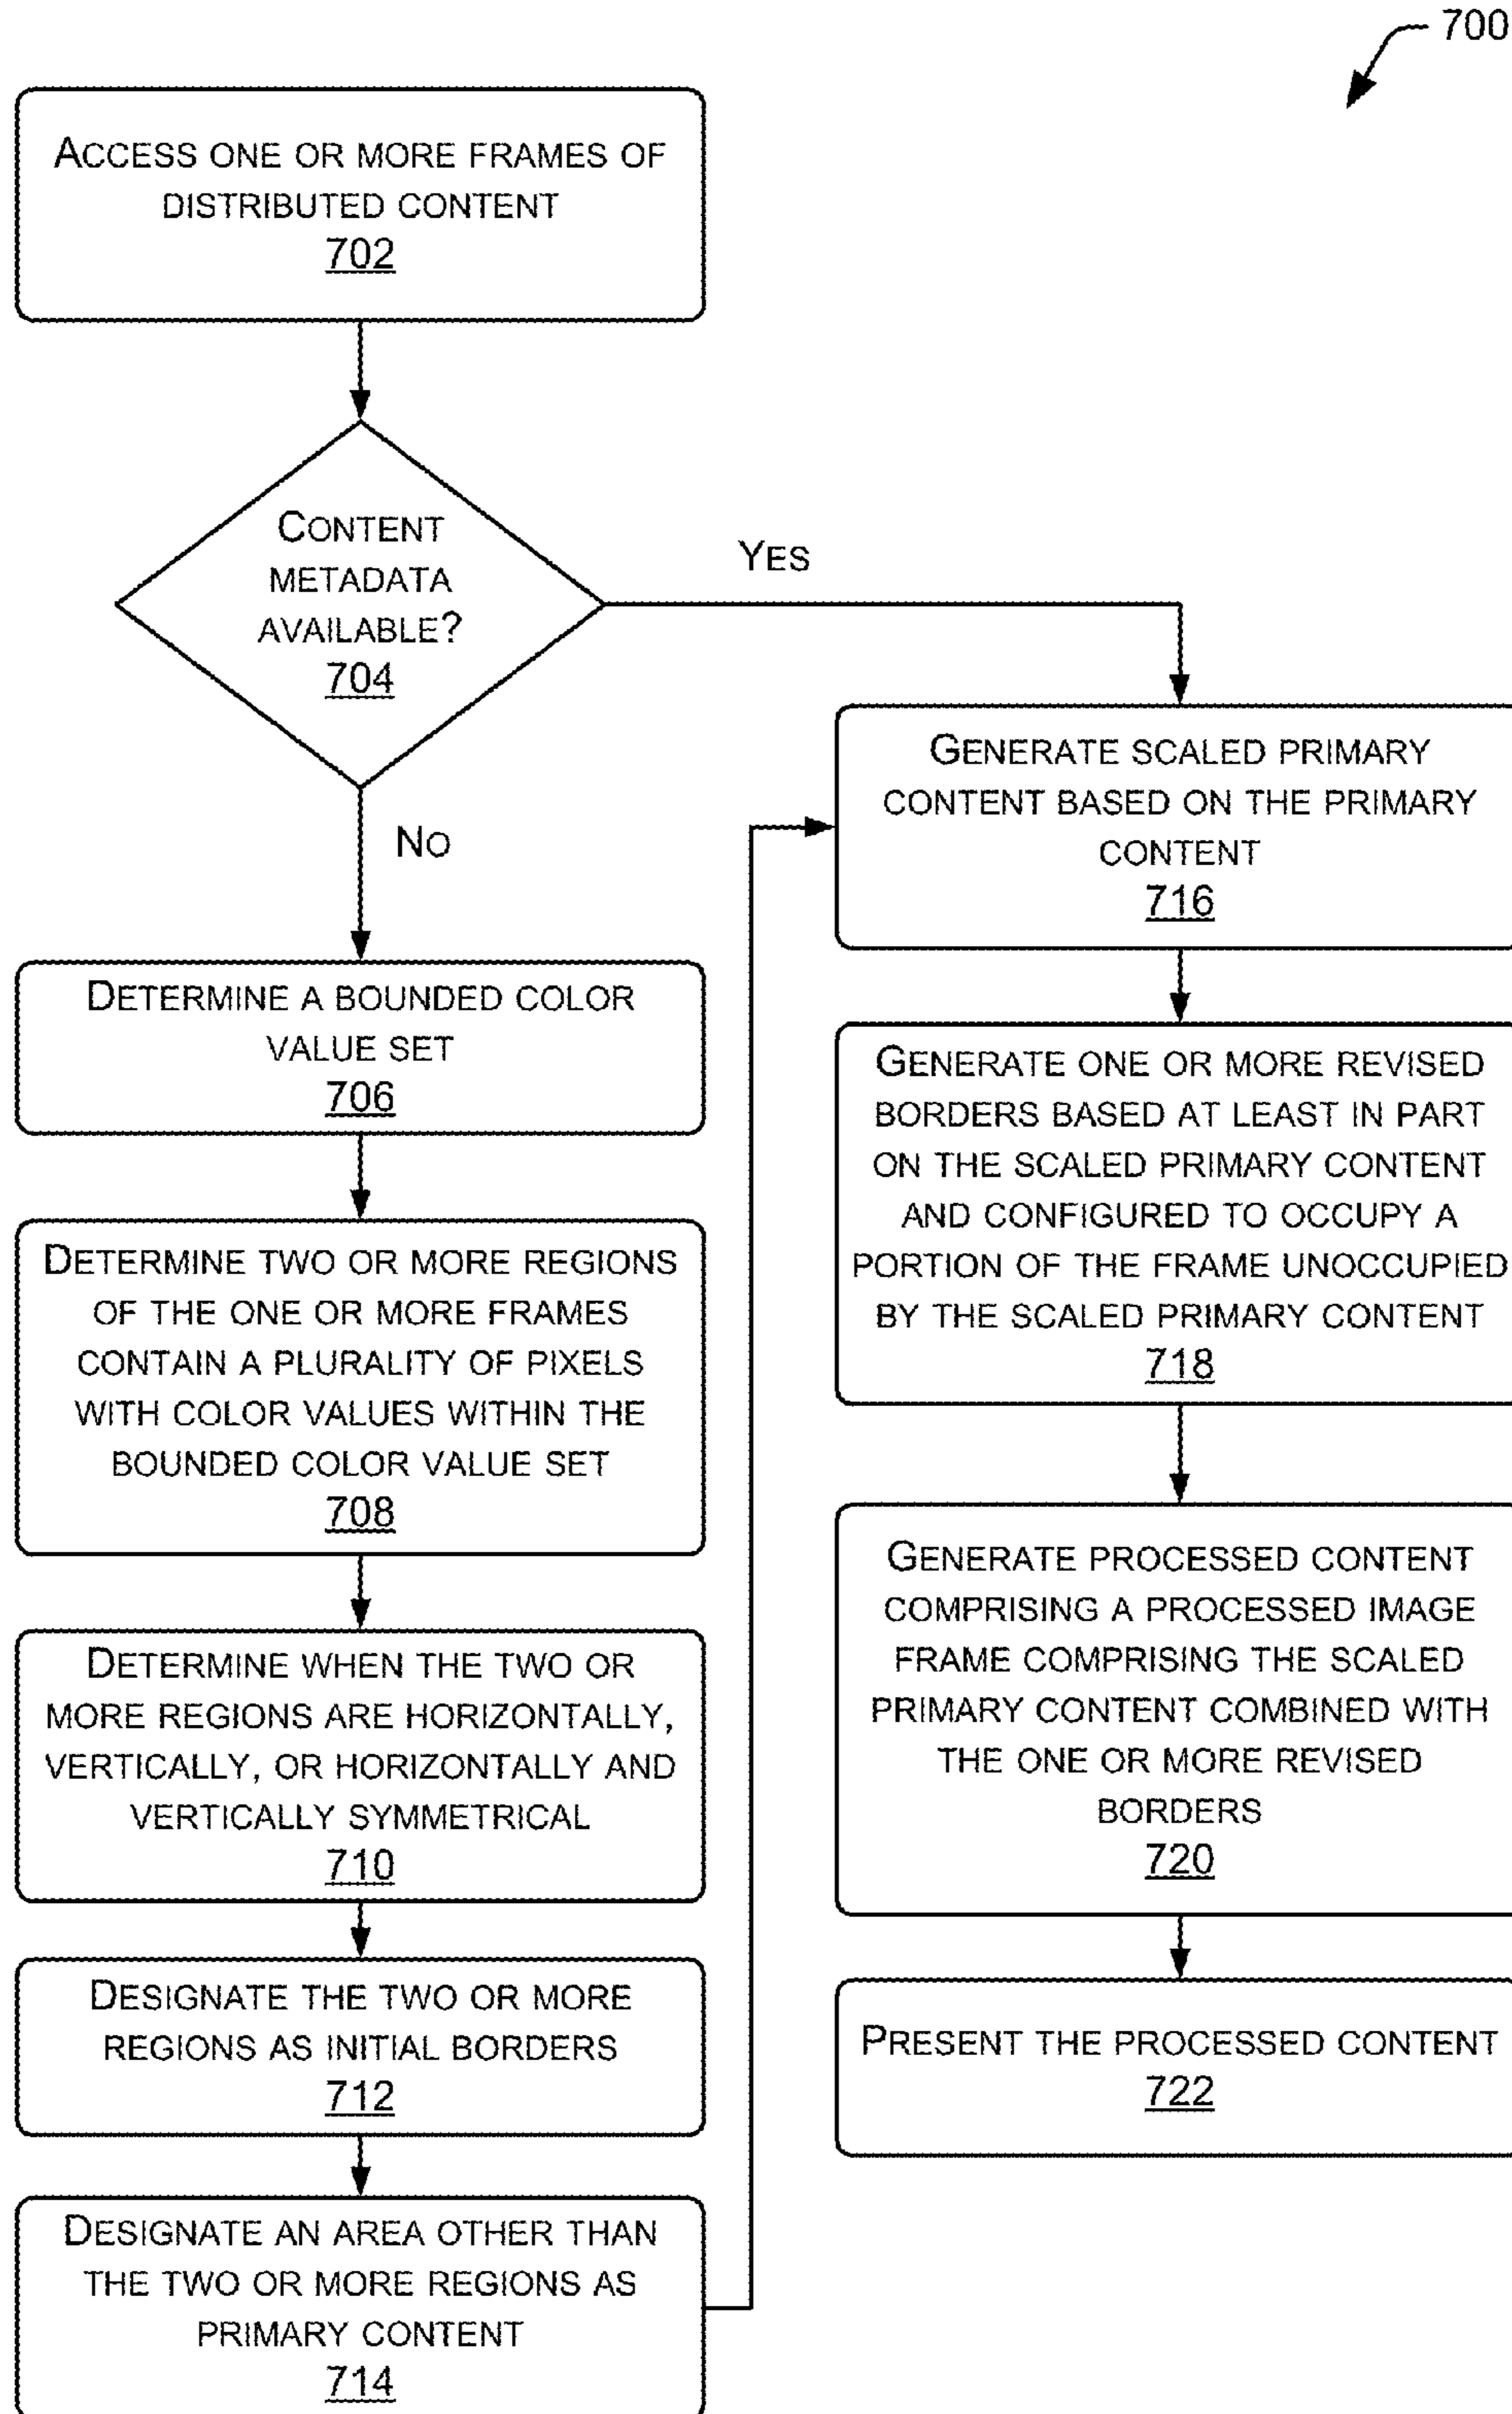 700
ACCESS ONE OR MORE FRAMES OF
DISTRIBUTED CONTENT
702
CONTENT
METADATA
AVAILABLE?
704
YES
NO
DETERMINE A BOUNDED COLOR
VALUE SET
706
DETERMINE TWO OR MORE REGIONS
OF THE ONE OR MORE FRAMES
CONTAIN A PLURALITY OF PIXELS
WITH COLOR VALUES WITHIN THE
BOUNDED COLOR VALUE SET
708
DETERMINE WHEN THE TWO OR
MORE REGIONS ARE HORIZONTALLY,
VERTICALLY, OR HORIZONTALLY AND
VERTICALLY SYMMETRICAL
710
DESIGNATE THE TWO OR MORE
REGIONS AS INITIAL BORDERS
712
DESIGNATE AN AREA OTHER THAN
THE TWO OR MORE REGIONS AS
PRIMARY CONTENT
714
GENERATE SCALED PRIMARY
CONTENT BASED ON THE PRIMARY
CONTENT
716
GENERATE ONE OR MORE REVISED
BORDERS BASED AT LEAST IN PART
ON THE SCALED PRIMARY CONTENT
AND CONFIGURED TO OCCUPY A
PORTION OF THE FRAME UNOCCUPIED
BY THE SCALED PRIMARY CONTENT
718
GENERATE PROCESSED CONTENT
COMPRISING A PROCESSED IMAGE
FRAME COMPRISING THE SCALED
PRIMARY CONTENT COMBINED WITH
THE ONE OR MORE REVISED
BORDERS
720
PRESENT THE PROCESSED CONTENT
722